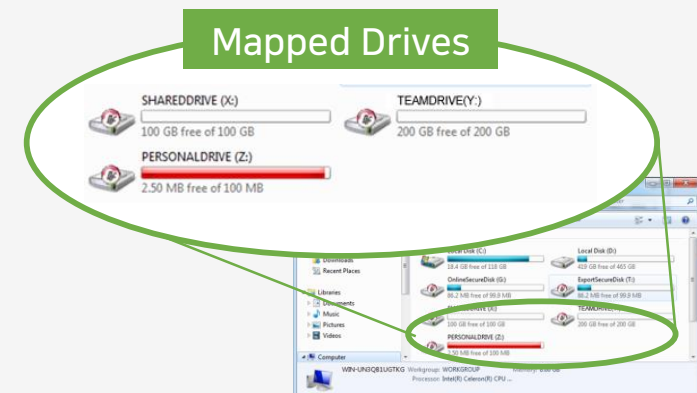 Mapped Drives
SHAREDDRIVE (X:)
100 GB free of 100 GB
TEAMDRIVE(Y:)
200 GB free of 200 GB
PERSONALDRIVE (Z:)
2.50 MB free of 100 MB
Downloads
Recent Places
Libraries
Documents
Music
Pictures
Videos
Computer
Local Disk (C:)
18.4 GB free of 118 GB
Local Disk (D:)
419 GB free of 465 GB
OnlineSecureDisk (G:)
86.2 MB free of 99.9 MB
ExportSecureDisk (T:)
86.2 MB free of 99.9 MB
100 GB free of 100 GB
200 GB free of 200 GB
PERSONALDRIVE (Z:)
2.50 MB free of 100 MB
WIN-UN3QB1UGTKG Workgroup: WORKGROUP
Processor: Intel(R) Celeron(R) CPU ...